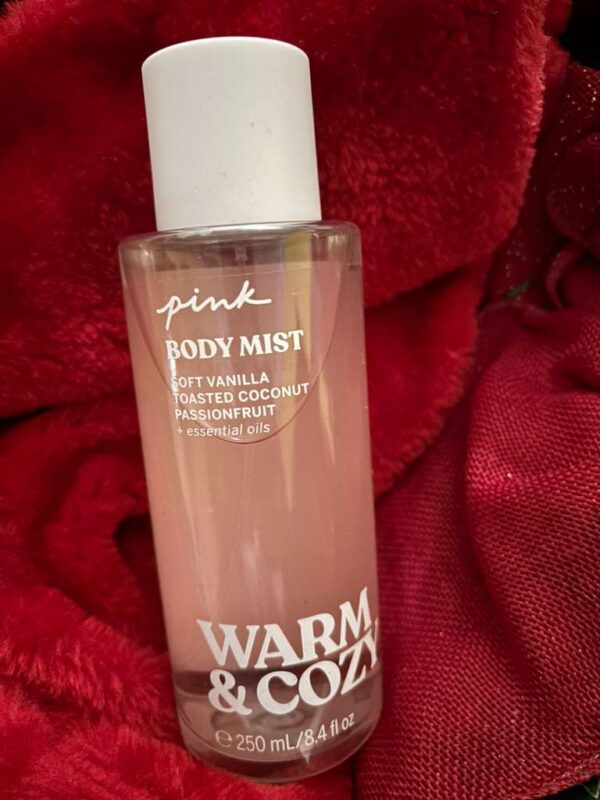 pink
BODY MIST
SOFT VANILLA
TOASTED COCONUT
PASSIONFRUIT
+ essential oils
WARM
& COZY
℮ 250 mL/8.4 fl oz